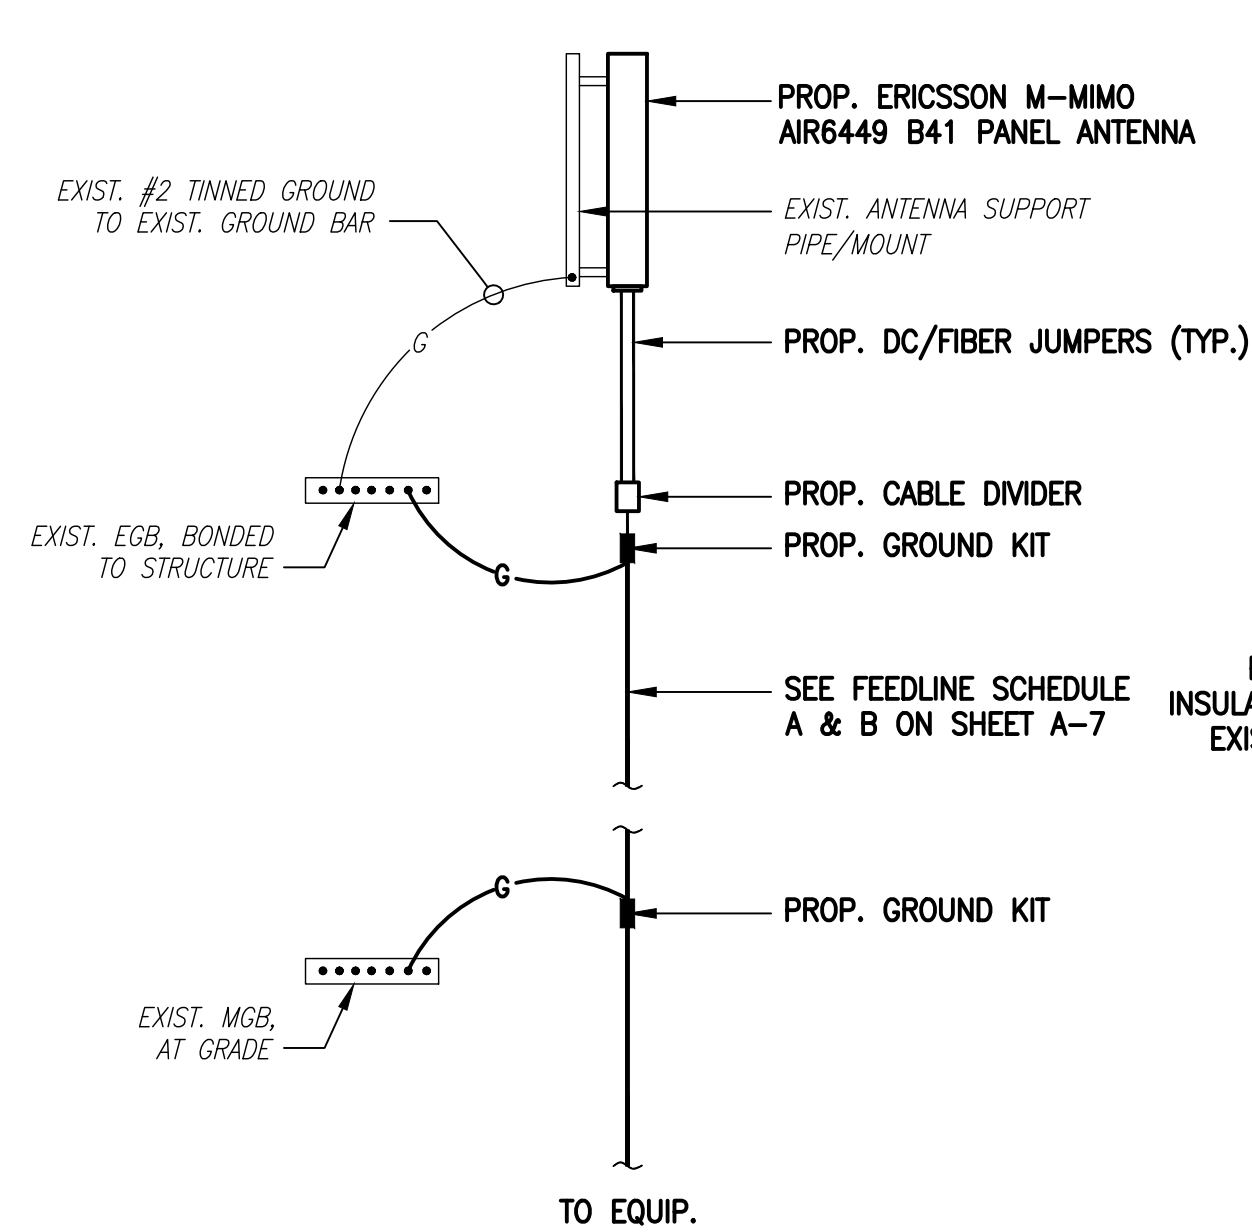 PROP. ERICSSON M-MIMO
AIR6449 B41 PANEL ANTENNA
EXIST. #2 TINNED GROUND
TO EXIST. GROUND BAR
EXIST. ANTENNA SUPPORT
PIPE/MOUNT
G
PROP. DC/FIBER JUMPERS (TYP.)
PROP. CABLE DIVIDER
EXIST. EGB, BONDED
TO STRUCTURE
PROP. GROUND KIT
G
SEE FEEDLINE SCHEDULE
A & B ON SHEET A-7
G
PROP. GROUND KIT
EXIST. MGB,
AT GRADE
TO EQUIP.